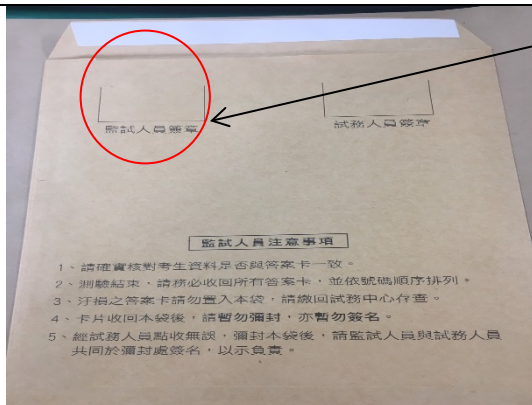 監試人員簽章
試務人員簽章
監試人員注意事項
1、請確實核對考生資料是否與答案卡一致。
2、測驗結束,請務必收回所有答案卡,並依號碼順序排列。
3、汙損之答案卡請勿置入本袋,請繳回試務中心存查。
4、卡片收回本袋後,請暫勿彌封,亦暫勿簽名。
5、經試務人員點收無誤,彌封本袋後,請監試人員與試務人員
共同於彌封處簽名,以示負責。